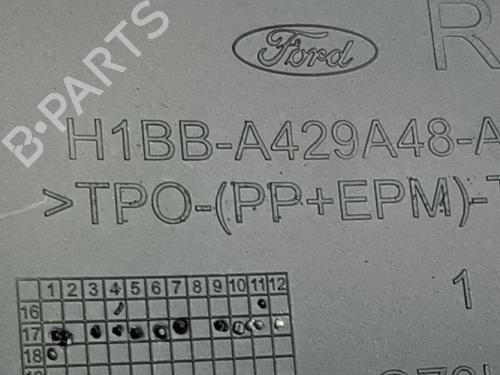 B-PARTS
Ford
R
H1BB-A429A48-A
>TPO-(PP+EPM)-T
1 2 3 4 5 6 7 8 9 10 11 12
16
17
18
1